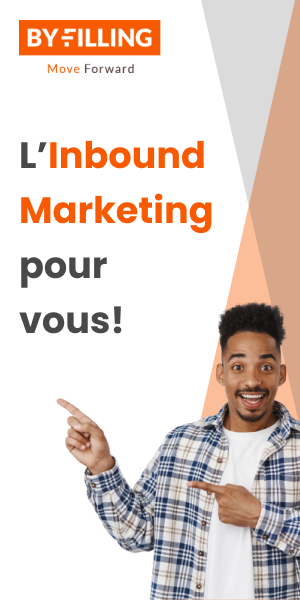 BYFILLING
Move Forward
L’Inbound
Marketing
pour
vous!